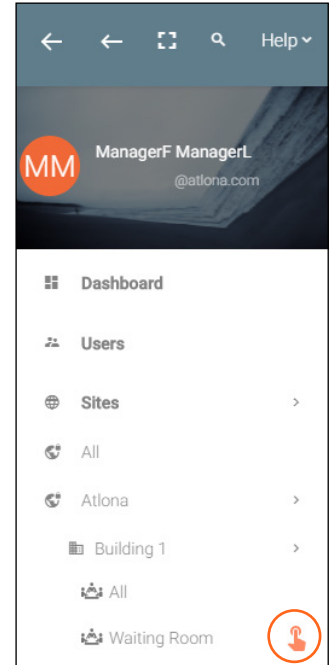 Help
MM
ManagerF ManagerL
@atlona.com
Dashboard
Users
Sites
All
Atlona
Building 1
All
Waiting Room